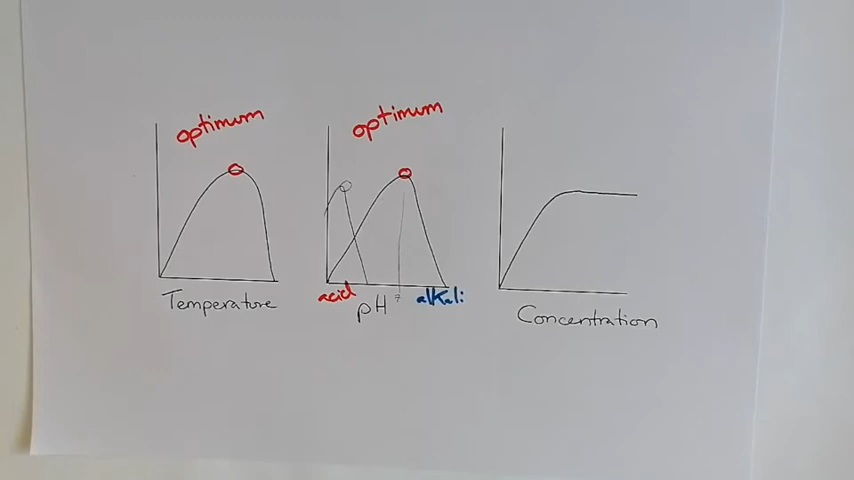 optimum
optimum
acid
7
alkali
Temperature
pH
Concentration